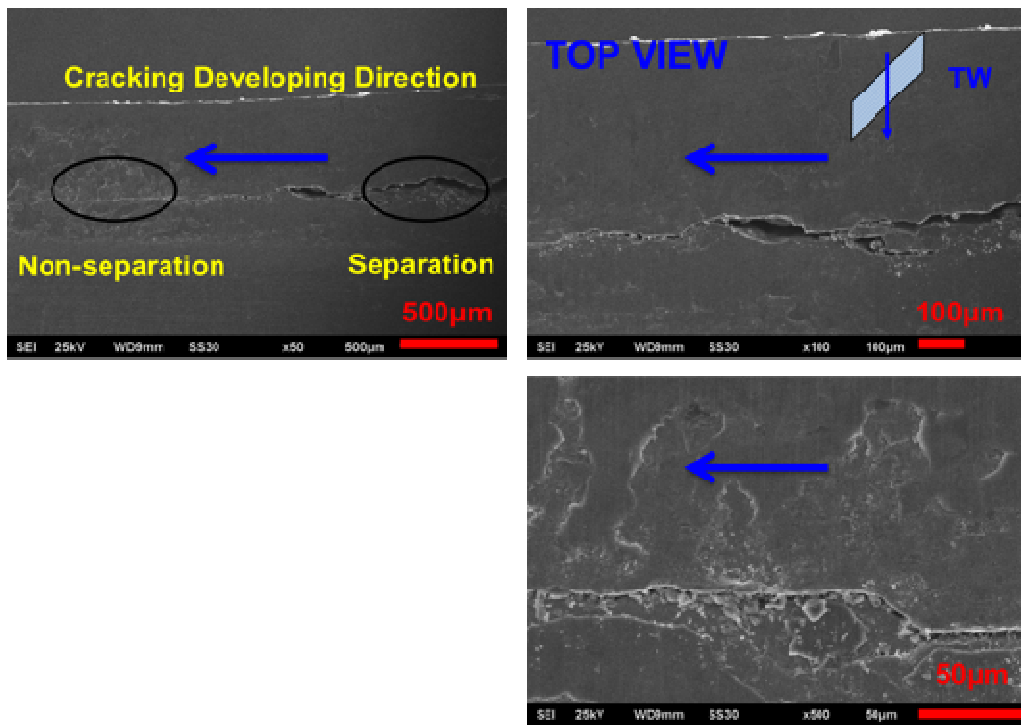 Cracking Developing Direction
Non-separation
Separation
500µm
SEI 25kV WD9mm SS30 x50 500µm
TOP VIEW
TW
100µm
SEI 25kV WD9mm SS30 x100 100µm
50µm
SEI 25kV WD9mm SS30 x500 50µm